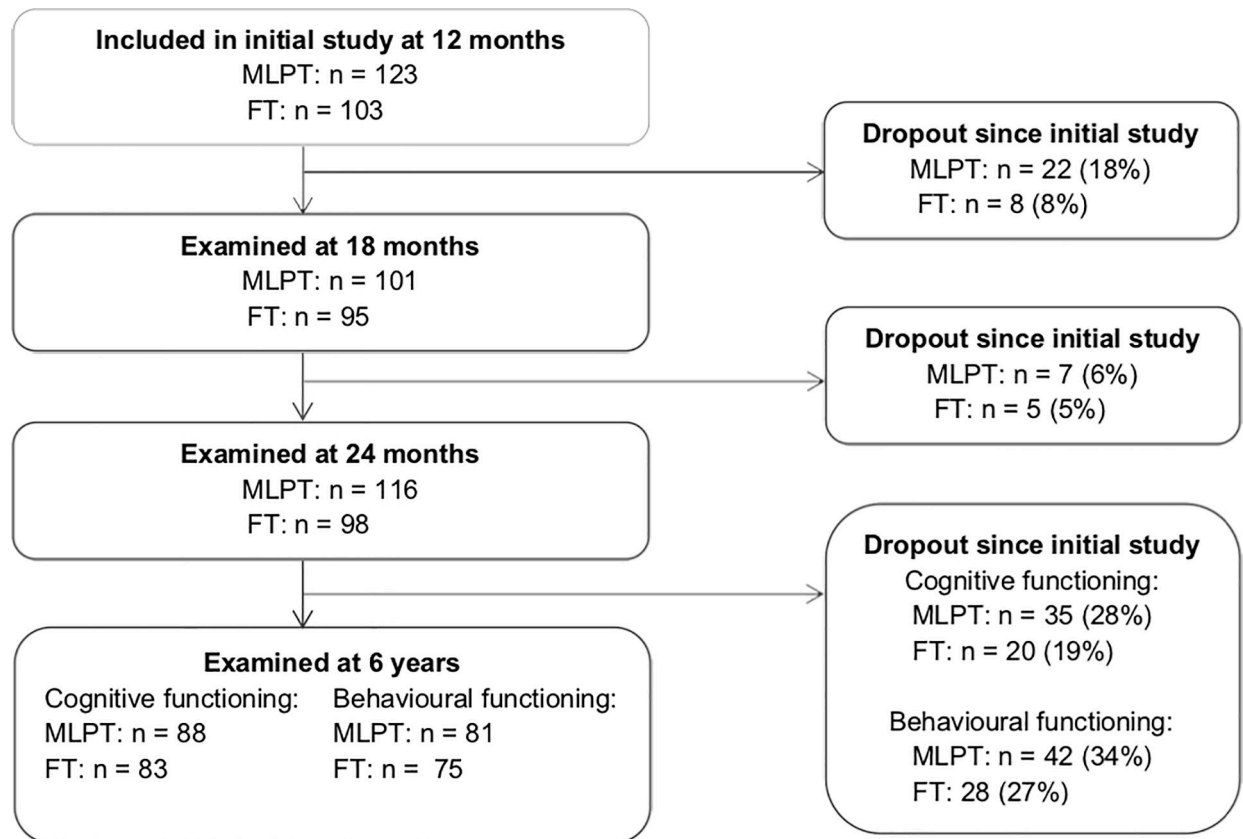 Included in initial study at 12 months
MLPT: n = 123
FT: n = 103
Dropout since initial study
MLPT: n = 22 (18%)
FT: n = 8 (8%)
Examined at 18 months
MLPT: n = 101
FT: n = 95
Dropout since initial study
MLPT: n = 7 (6%)
FT: n = 5 (5%)
Examined at 24 months
MLPT: n = 116
FT: n = 98
Dropout since initial study
Cognitive functioning:
MLPT: n = 35 (28%)
FT: n = 20 (19%)
Behavioural functioning:
MLPT: n = 42 (34%)
FT: 28 (27%)
Examined at 6 years
Cognitive functioning:
MLPT: n = 88
FT: n = 83
Behavioural functioning:
MLPT: n = 81
FT: n =  75